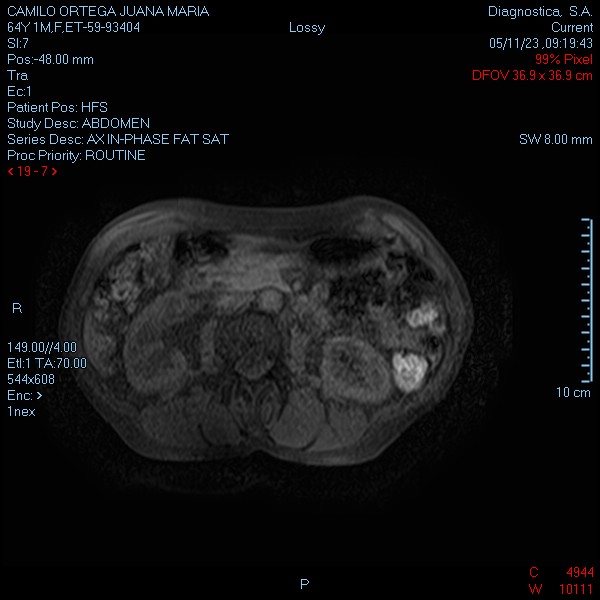 CAMILO ORTEGA JUANA MARIA
64Y 1M,F,ET-59-93404
Sl:7
Pos:-48.00 mm
Tra
Ec:1
Patient Pos: HFS
Study Desc: ABDOMEN
Series Desc: AX IN-PHASE FAT SAT
Proc Priority: ROUTINE
< 19 - 7 >
Lossy
Diagnostica, S.A.
Current
05/11/23 ,09:19:43
99% Pixel
DFOV 36.9 x 36.9 cm
SW 8.00 mm
R
149.00//4.00
Etl:1 TA:70.00
544x608
Enc: >
1nex
10 cm
P
C 4944
W 10111